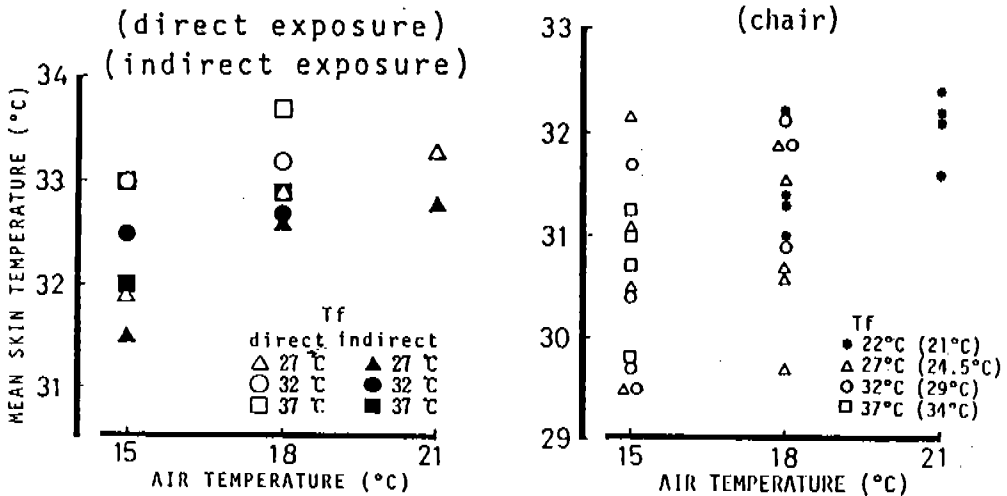 (direct exposure)
(indirect exposure)
MEAN SKIN TEMPERATURE (°C)
34
33
32
31
Tf
direct indirect
△ 27 ℃ ▲ 27 ℃
○ 32 ℃ ● 32 ℃
□ 37 ℃ ■ 37 ℃
15 18 21
AIR TEMPERATURE (°C)
(chair)
33
32
31
30
29
Tf
22°C (21°C)
△ 27°C (24.5°C)
○ 32°C (29°C)
□ 37°C (34°C)
15 18 21
AIR TEMPERATURE (°C)